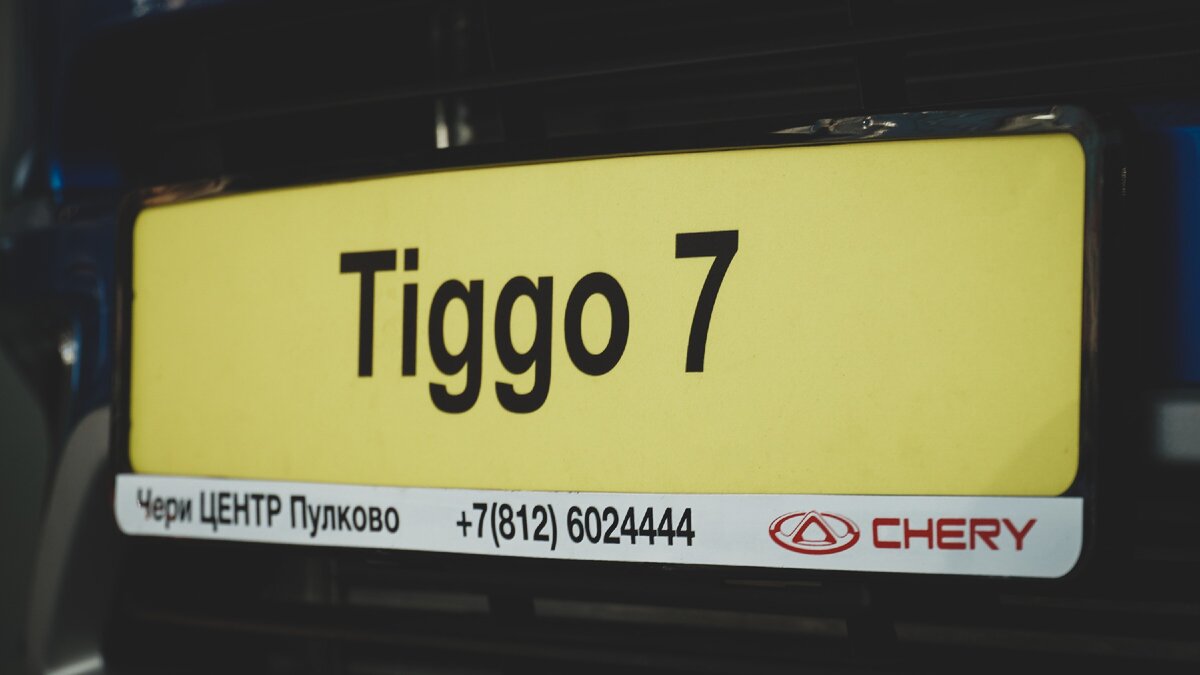 Tiggo 7
Чери ЦЕНТР Пулково +7(812) 6024444 CHERY